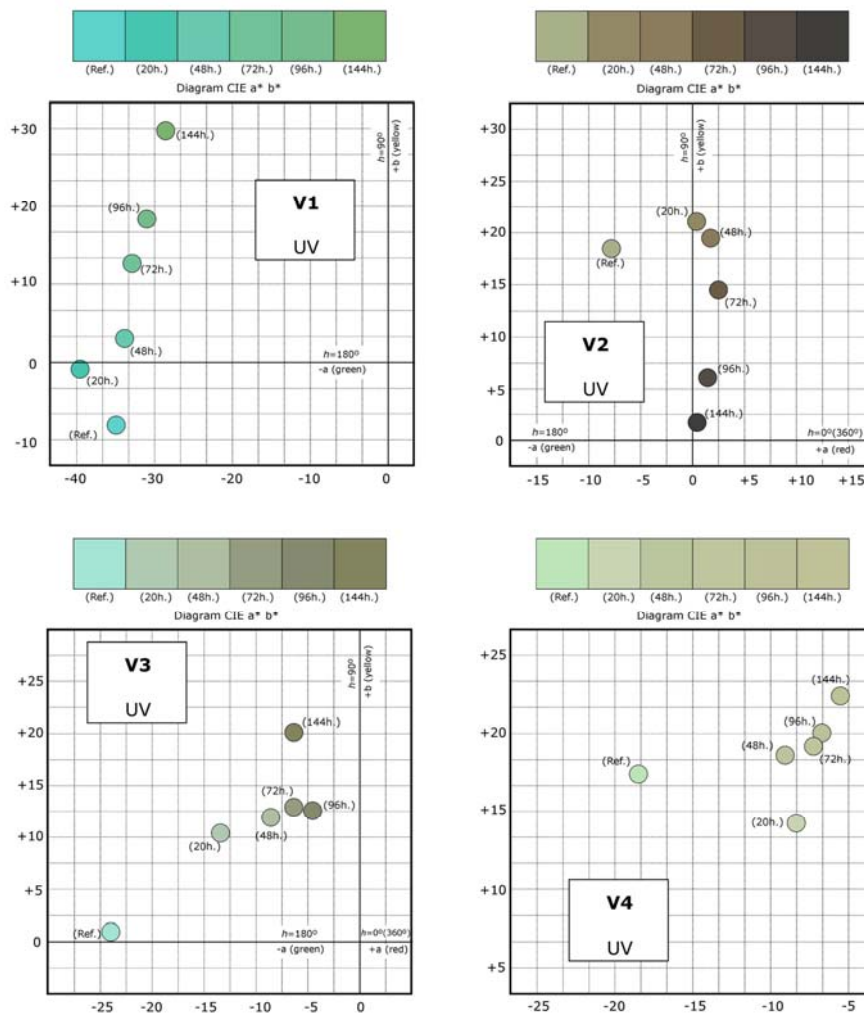 (Ref.) (20h.) (48h.) (72h.) (96h.) (144h.)
Diagram CIE a* b*
+30
+20
+10
0
-10
h=90º
+b (yellow)
(144h.)
(96h.)
V1
UV
(72h.)
(48h.)
h=180º
-a (green)
(20h.)
(Ref.)
-40 -30 -20 -10 0
(Ref.) (20h.) (48h.) (72h.) (96h.) (144h.)
Diagram CIE a* b*
+30
+25
+20
+15
+10
+5
0
h=90º
+b (yellow)
(20h.)
(48h.)
(Ref.)
(72h.)
V2
UV
(96h.)
(144h.)
h=180º
-a (green)
h=0º(360º)
+a (red)
-15 -10 -5 0 +5 +10 +15
(Ref.) (20h.) (48h.) (72h.) (96h.) (144h.)
Diagram CIE a* b*
+25
+20
+15
+10
+5
0
V3
UV
h=90º
+b (yellow)
(144h.)
(72h.)
(96h.)
(48h.)
(20h.)
(Ref.)
h=180º
-a (green)
h=0º(360º)
+a (red)
-25 -20 -15 -10 -5 0
(Ref.) (20h.) (48h.) (72h.) (96h.) (144h.)
Diagram CIE a* b*
+25
+20
+15
+10
+5
(144h.)
(96h.)
(48h.)
(72h.)
(Ref.)
(20h.)
V4
UV
-25 -20 -15 -10 -5